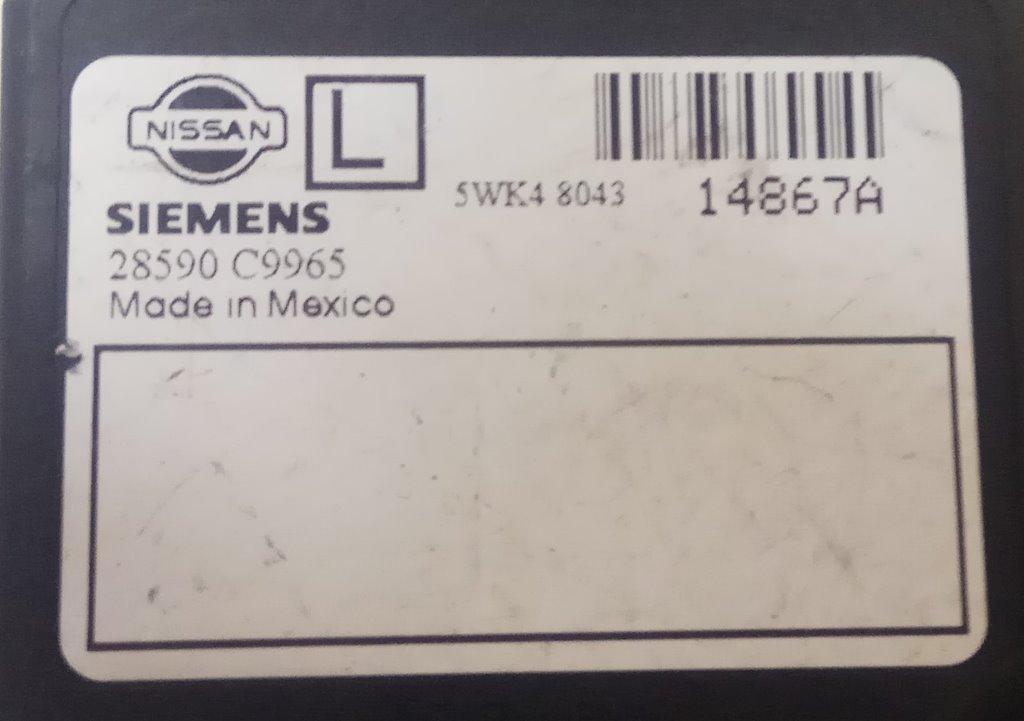 NISSAN
L
SIEMENS
5WK4 8043
14867A
28590 C9965
Made in Mexico